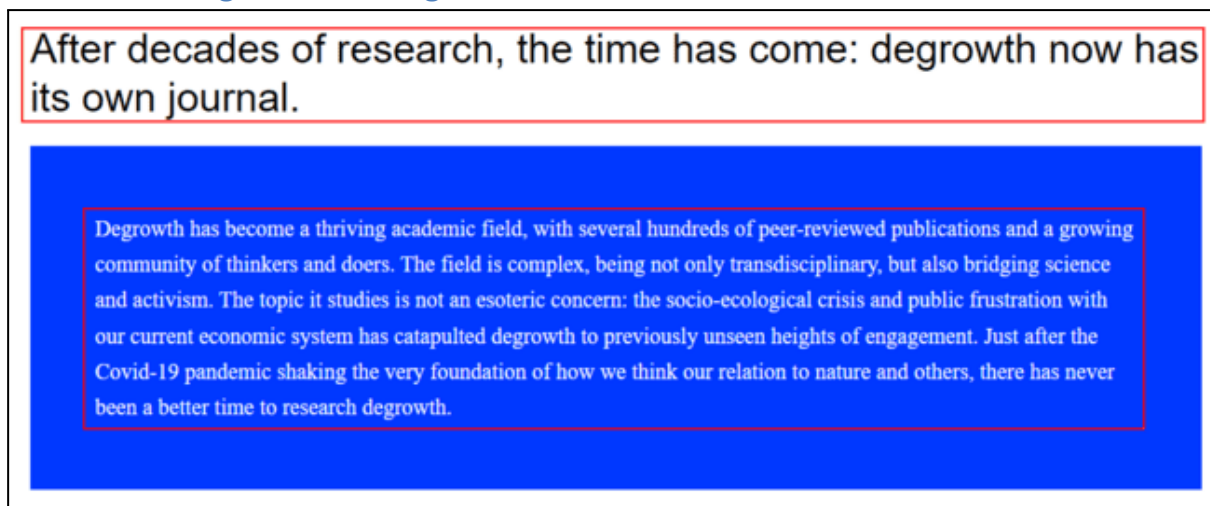 After decades of research, the time has come: degrowth now has
its own journal.
Degrowth has become a thriving academic field, with several hundreds of peer-reviewed publications and a growing
community of thinkers and doers. The field is complex, being not only transdisciplinary, but also bridging science
and activism. The topic it studies is not an esoteric concern: the socio-ecological crisis and public frustration with
our current economic system has catapulted degrowth to previously unseen heights of engagement. Just after the
Covid-19 pandemic shaking the very foundation of how we think our relation to nature and others, there has never
been a better time to research degrowth.